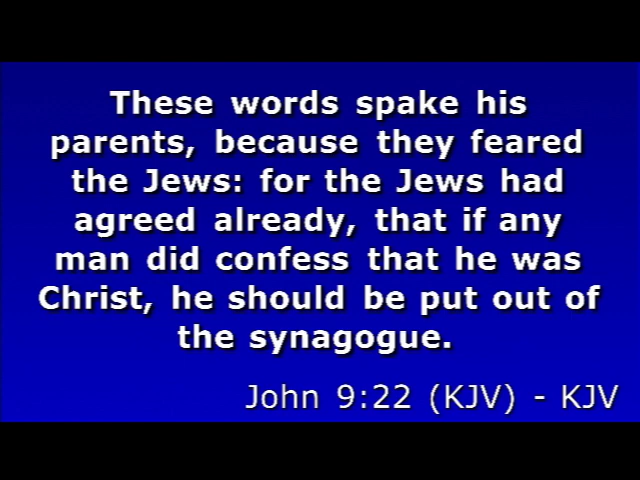 These words spake his
parents, because they feared
the Jews: for the Jews had
agreed already, that if any
man did confess that he was
Christ, he should be put out of
the synagogue.
John 9:22 (KJV) - KJV